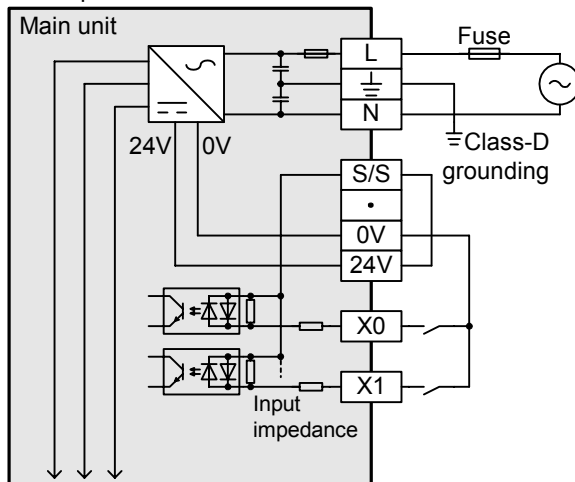 Main unit
L
Fuse
N
24V 0V
Class-D
grounding
S/S
•
0V
24V
X0
X1
Input
impedance